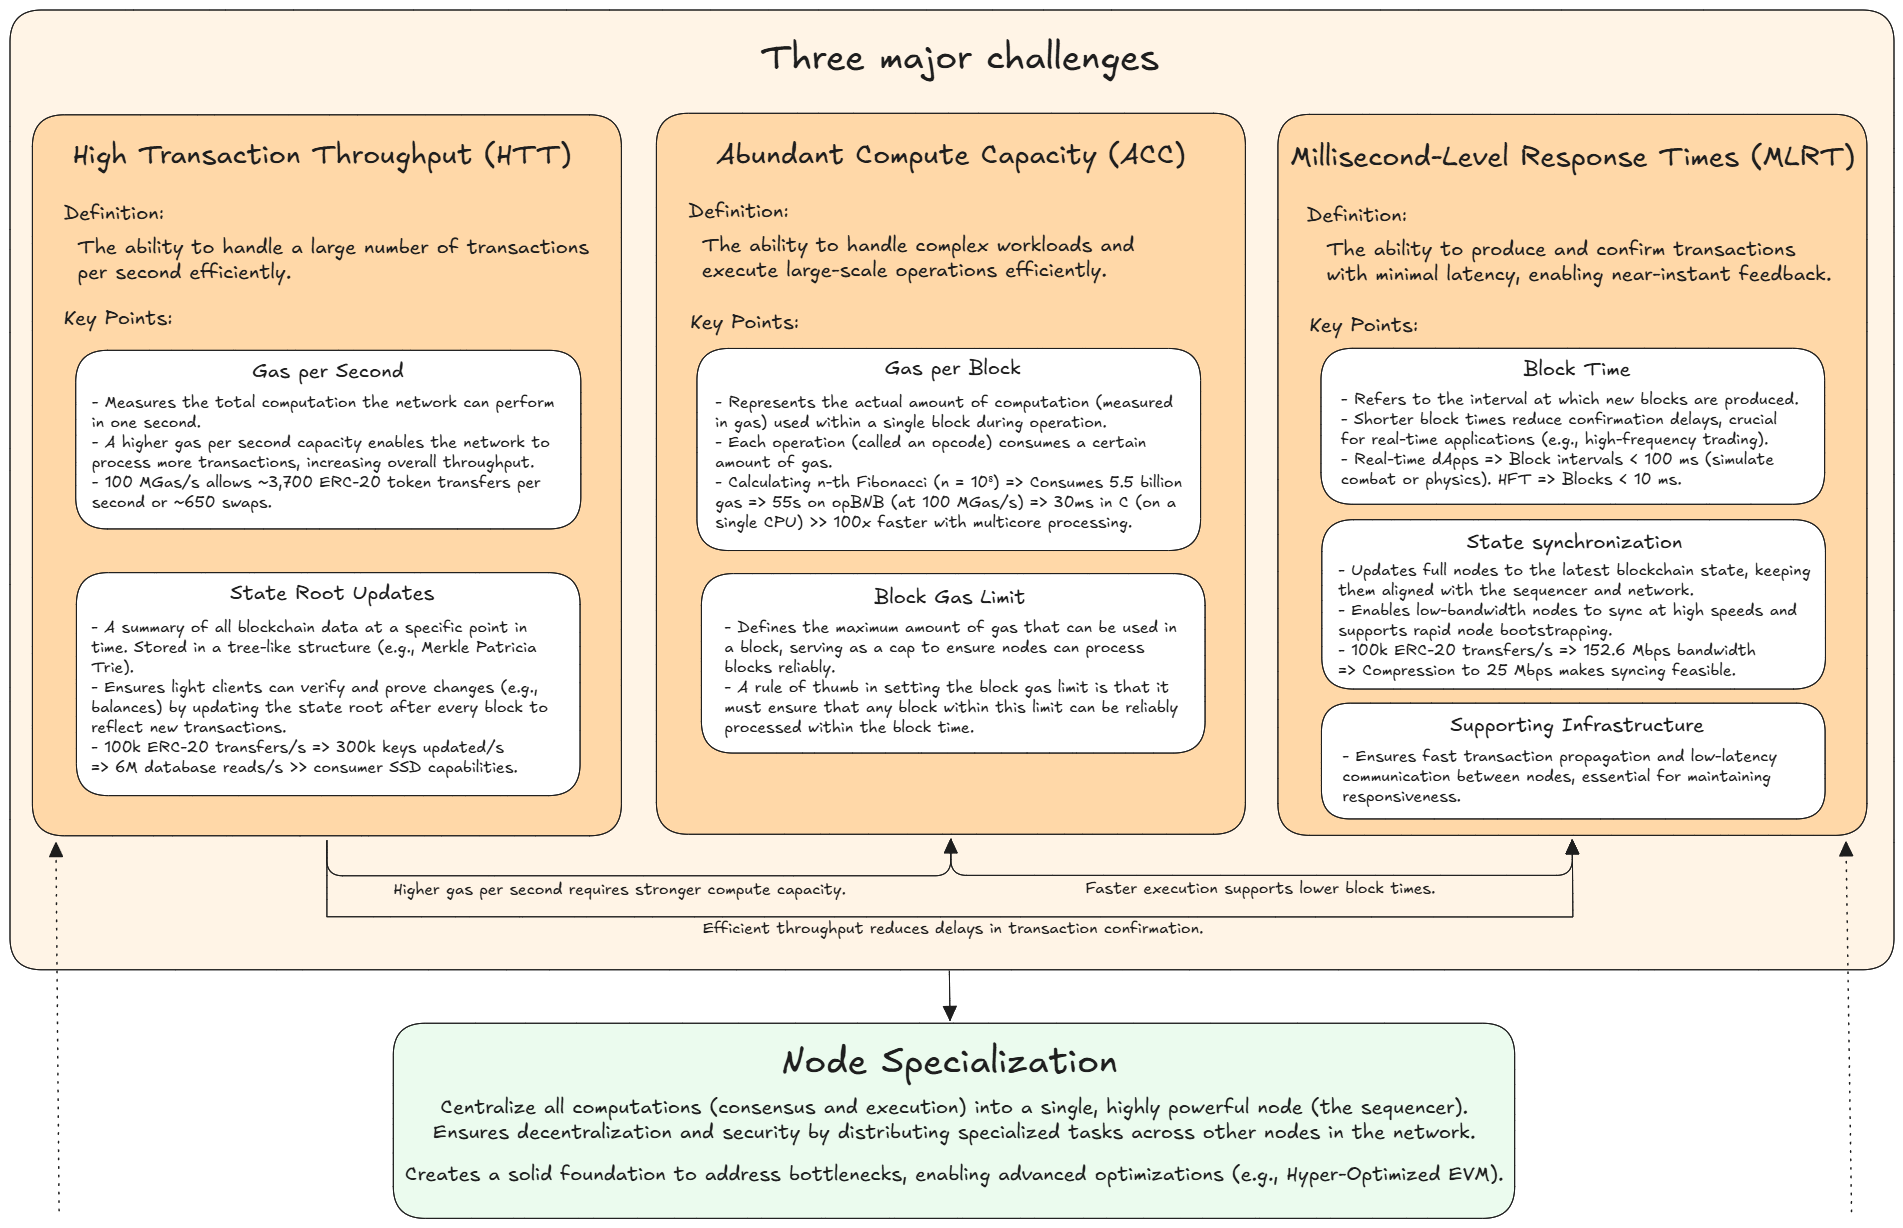 Three major challenges
High Transaction Throughput (HTT)
Definition:
The ability to handle a large number of transactions
per second efficiently.
Key Points:
Gas per Second
- Measures the total computation the network can perform
in one second.
- A higher gas per second capacity enables the network to
process more transactions, increasing overall throughput.
- 100 MGas/s allows ~3,700 ERC-20 token transfers per
second or ~650 swaps.
State Root Updates
- A summary of all blockchain data at a specific point in
time. Stored in a tree-like structure (e.g., Merkle Patricia
Trie).
- Ensures light clients can verify and prove changes (e.g.,
balances) by updating the state root after every block to
reflect new transactions.
- 100k ERC-20 transfers/s => 300k keys updated/s
=> 6M database reads/s >> consumer SSD capabilities.
Abundant Compute Capacity (ACC)
Definition:
The ability to handle complex workloads and
execute large-scale operations efficiently.
Key Points:
Gas per Block
- Represents the actual amount of computation (measured
in gas) used within a single block during operation.
- Each operation (called an opcode) consumes a certain
amount of gas.
- Calculating n-th Fibonacci (n = 10⁸) => Consumes 5.5 billion
gas => 55s on opBNB (at 100 MGas/s) => 30ms in C (on a
single CPU) >> 100x faster with multicore processing.
Block Gas Limit
- Defines the maximum amount of gas that can be used in
a block, serving as a cap to ensure nodes can process
blocks reliably.
- A rule of thumb in setting the block gas limit is that it
must ensure that any block within this limit can be reliably
processed within the block time.
Millisecond-Level Response Times (MLRT)
Definition:
The ability to produce and confirm transactions
with minimal latency, enabling near-instant feedback.
Key Points:
Block Time
- Refers to the interval at which new blocks are produced.
- Shorter block times reduce confirmation delays, crucial
for real-time applications (e.g., high-frequency trading).
- Real-time dApps => Block intervals < 100 ms (simulate
combat or physics). HFT => Blocks < 10 ms.
State synchronization
- Updates full nodes to the latest blockchain state, keeping
them aligned with the sequencer and network.
- Enables low-bandwidth nodes to sync at high speeds and
supports rapid node bootstrapping.
- 100k ERC-20 transfers/s => 152.6 Mbps bandwidth
=> Compression to 25 Mbps makes syncing feasible.
Supporting Infrastructure
- Ensures fast transaction propagation and low-latency
communication between nodes, essential for maintaining
responsiveness.
Higher gas per second requires stronger compute capacity.
Faster execution supports lower block times.
Efficient throughput reduces delays in transaction confirmation.
Node Specialization
Centralize all computations (consensus and execution) into a single, highly powerful node (the sequencer).
Ensures decentralization and security by distributing specialized tasks across other nodes in the network.
Creates a solid foundation to address bottlenecks, enabling advanced optimizations (e.g., Hyper-Optimized EVM).